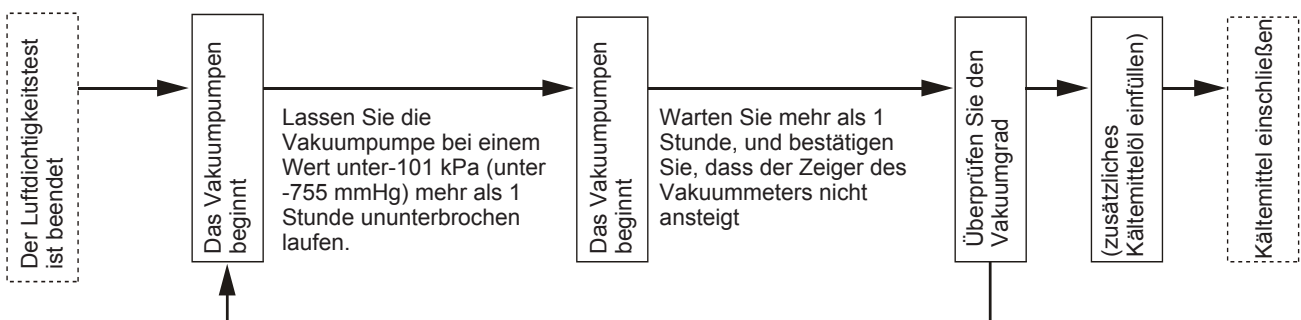 Der Luftdichtigkeitstest
ist beendet
Das Vakuumpumpen
beginnt
Lassen Sie die
Vakuumpumpe bei einem
Wert unter-101 kPa (unter
-755 mmHg) mehr als 1
Stunde ununterbrochen
laufen.
Das Vakuumpumpen
beginnt
Warten Sie mehr als 1
Stunde, und bestätigen
Sie, dass der Zeiger des
Vakuummeters nicht
ansteigt
Überprüfen Sie den
Vakuumgrad
(zusätzliches
Kältemittelöl einfüllen)
Kältemittel einschließen